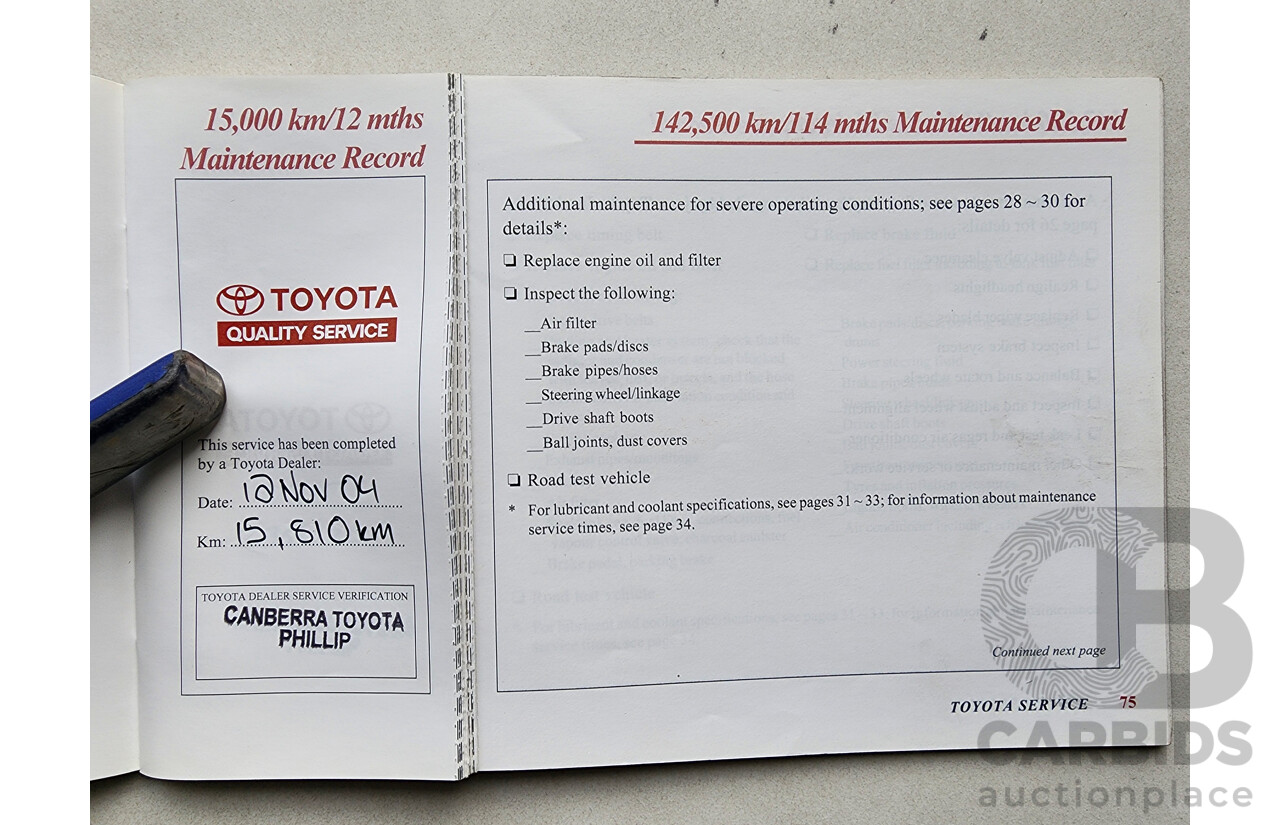 15,000 km/12 mths
Maintenance Record
TOYOTA
QUALITY SERVICE
This service has been completed
by a Toyota Dealer:
Date: 12 Nov 04
Km: 15,810 km
TOYOTA DEALER SERVICE VERIFICATION
CANBERRA TOYOTA
PHILLIP
142,500 km/114 mths Maintenance Record
Additional maintenance for severe operating conditions; see pages 28 ~ 30 for
details*:
❏ Replace engine oil and filter
❏ Inspect the following:
__Air filter
__Brake pads/discs
__Brake pipes/hoses
__Steering wheel/linkage
__Drive shaft boots
__Ball joints, dust covers
❏ Road test vehicle
* For lubricant and coolant specifications, see pages 31 ~ 33; for information about maintenance
service times, see page 34.
Continued next page
TOYOTA SERVICE 75
CB
CARBIDS
auctionplace